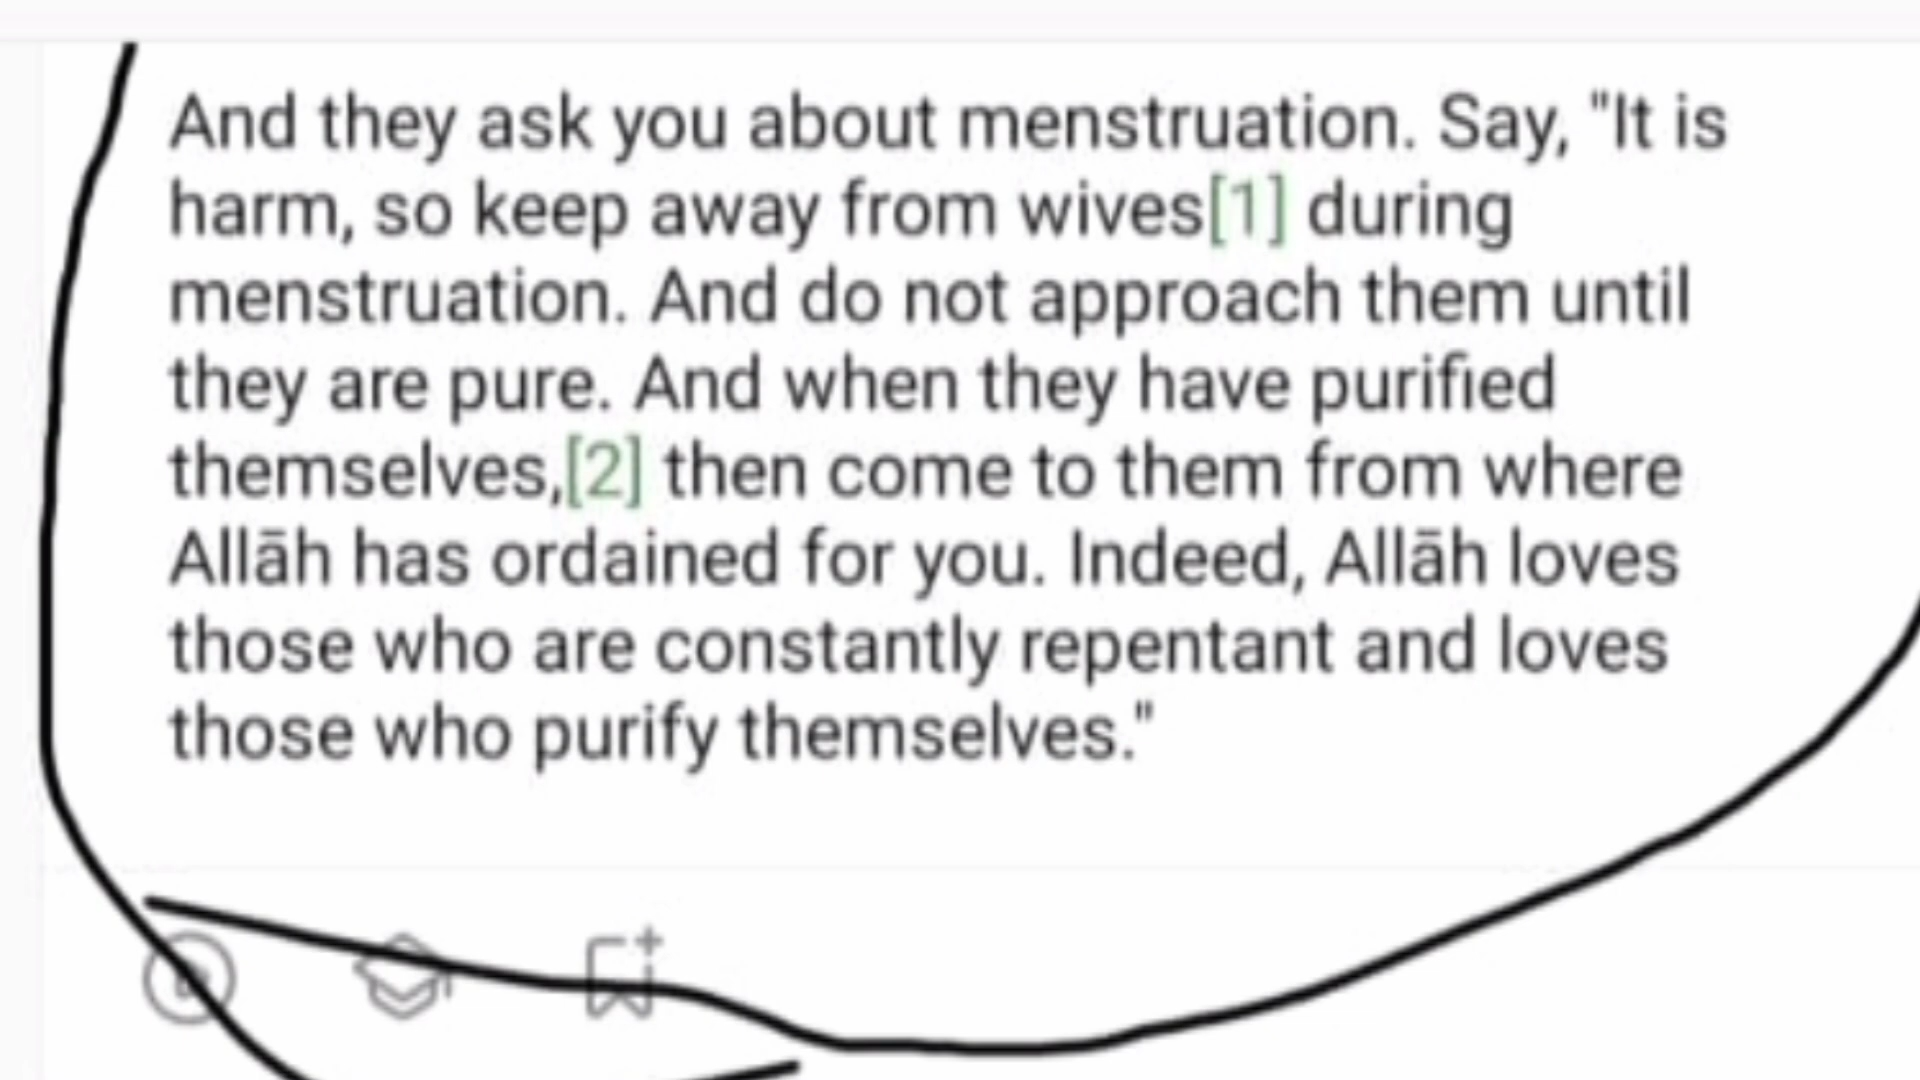 And they ask you about menstruation. Say, "It is
harm, so keep away from wives[1] during
menstruation. And do not approach them until
they are pure. And when they have purified
themselves,[2] then come to them from where
Allāh has ordained for you. Indeed, Allāh loves
those who are constantly repentant and loves
those who purify themselves."